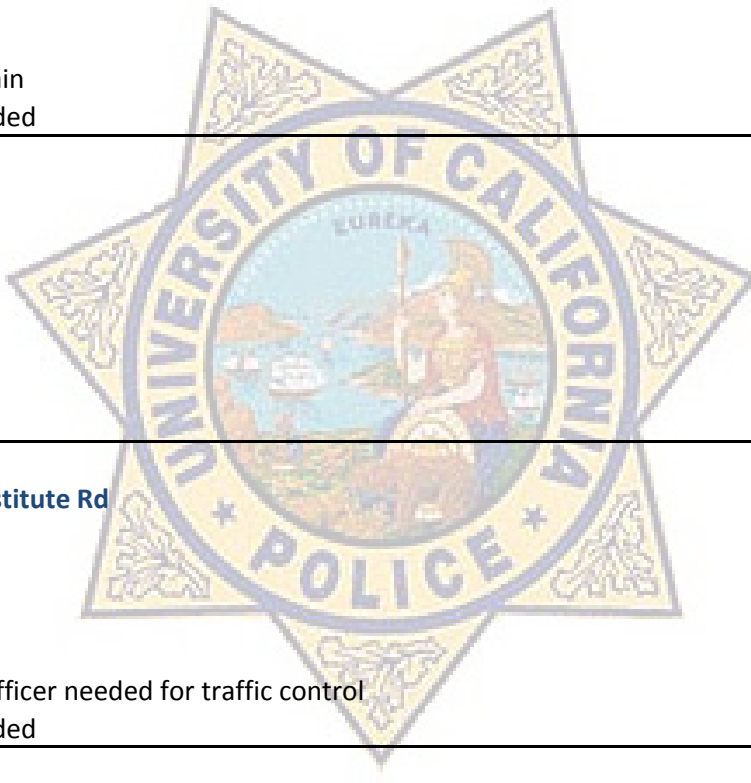 in
ded
UNIVERSITY OF CALIFORNIA
EUREKA
stitute Rd
POLICE
fficer needed for traffic control
ded